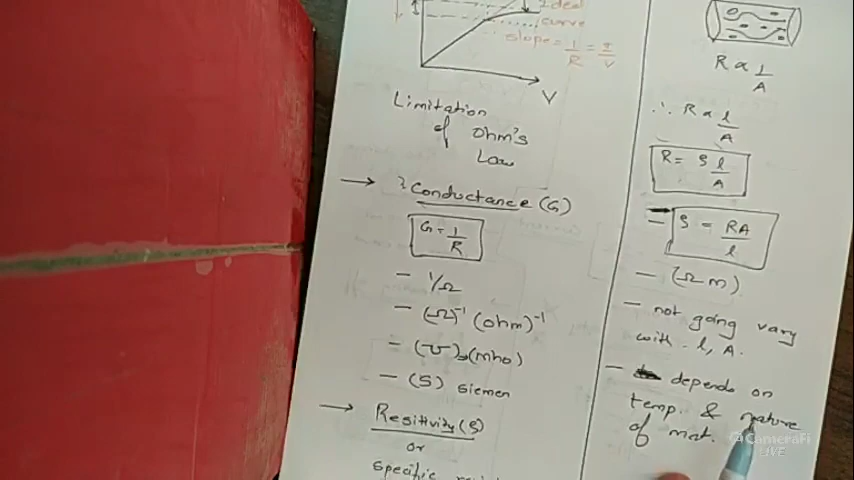 Ideal
curve
slope = 1/R = I/V
V
Limitation
of Ohm's
Law
→ Conductance (G)
G = 1/R
- 1/Ω
- (Ω)⁻¹ (ohm)⁻¹
- (℧) (mho)
- (S) siemen
→ Resitivity (ρ)
or
specific
R ∝ 1/A
∴ R ∝ l/A
R = ρ l/A
- ρ = RA/l
- (Ω m)
- not going vary
with l, A.
- depends on
temp. & nature
of mat.
CameraFi
LIVE